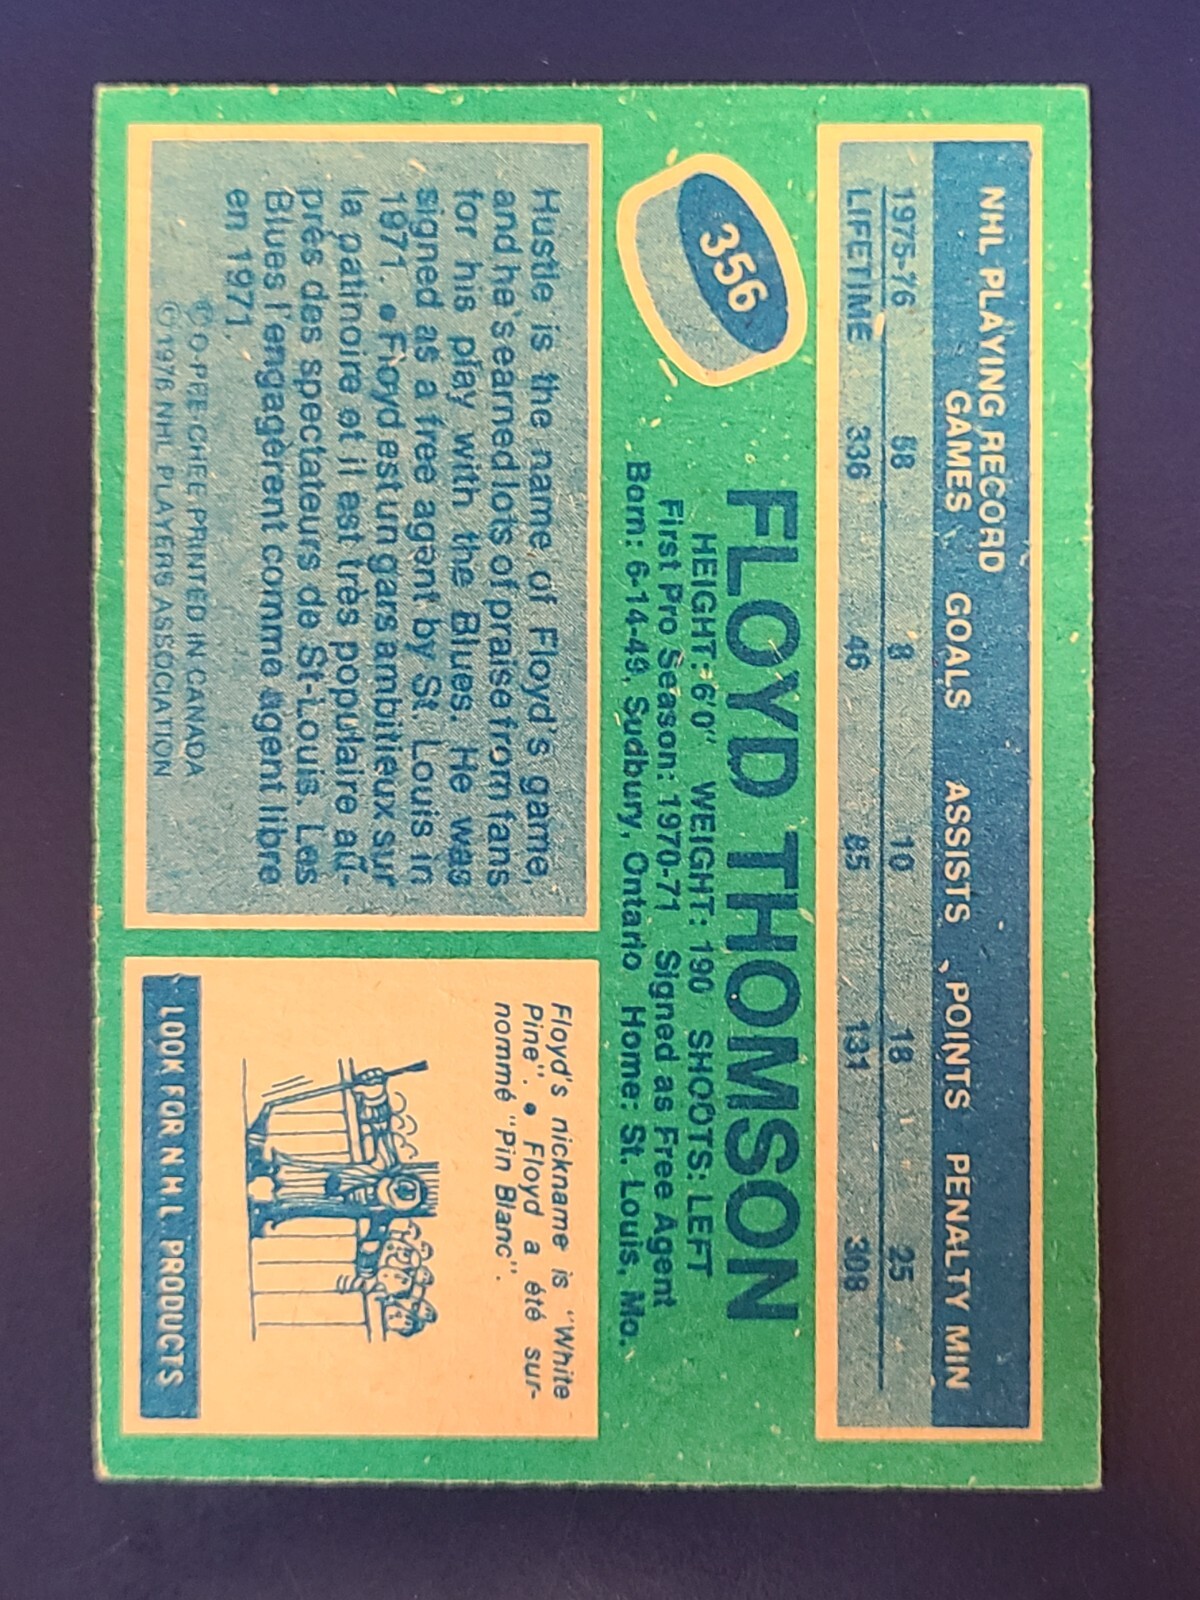 NHL PLAYING RECORD
GAMES GOALS ASSISTS POINTS PENALTY MIN
1975-76 58 8 10 18 25
LIFETIME 336 46 85 131 308
356
FLOYD THOMSON
HEIGHT: 6'0" WEIGHT: 190 SHOOTS: LEFT
First Pro Season: 1970-71 Signed as Free Agent
Born: 6-14-49, Sudbury, Ontario Home: St. Louis, Mo.
Hustle is the name of Floyd's game,
and he's earned lots of praise from fans
for his play with the Blues. He was
signed as a free agent by St. Louis in
1971. • Floyd est un gars ambitieux sur
la patinoire et il est très populaire au-
près des spectateurs de St-Louis. Les
Blues l'engagèrent comme agent libre
en 1971.
© O-PEE-CHEE PRINTED IN CANADA
© 1976 NHL PLAYERS ASSOCIATION
Floyd's nickname is "White
Pine". • Floyd a été sur-
nommé "Pin Blanc".
LOOK FOR N.H.L. PRODUCTS